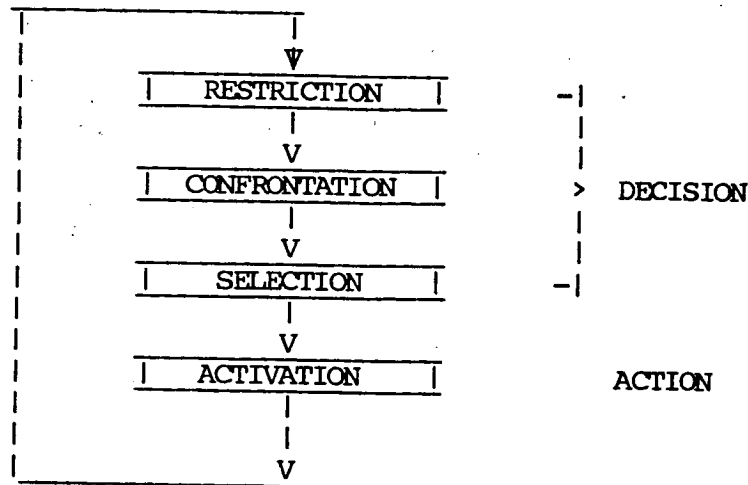 RESTRICTION
CONFRONTATION
DECISION
SELECTION
ACTIVATION
ACTION